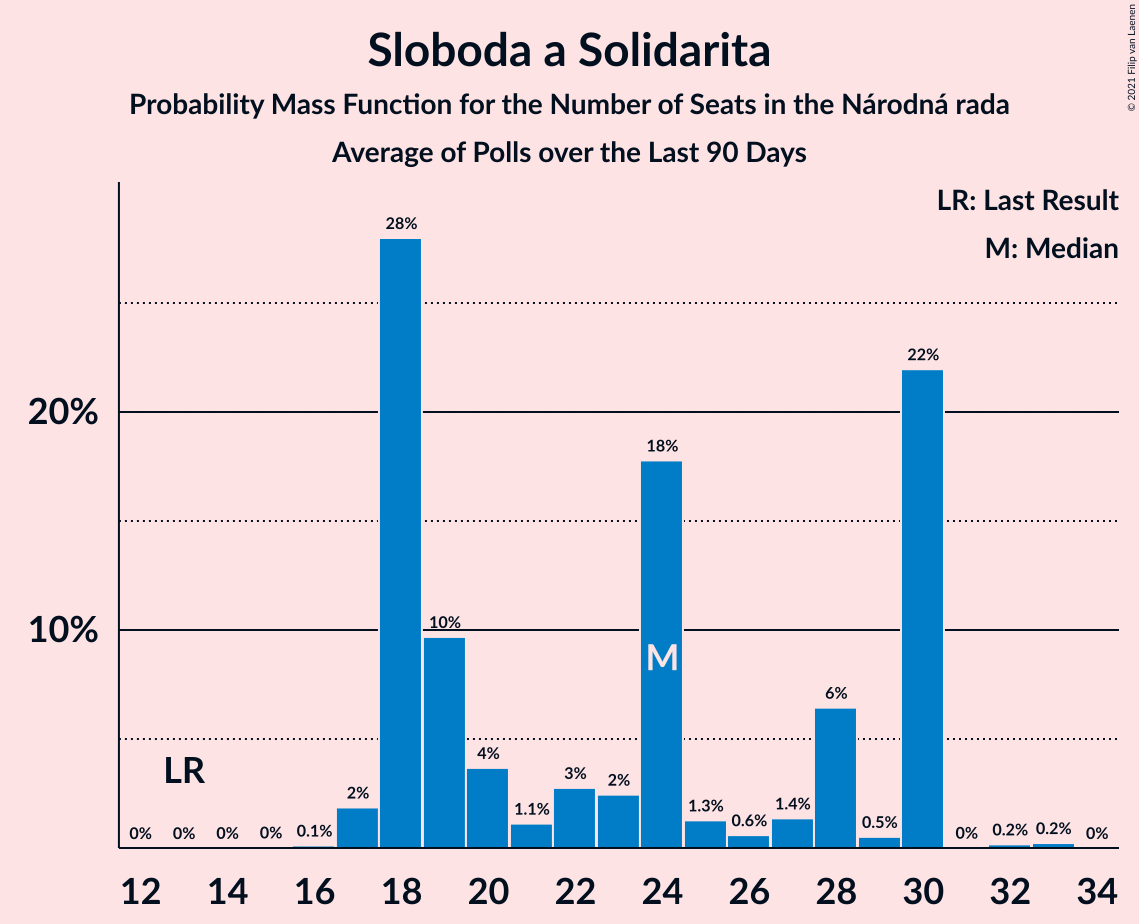 Sloboda a Solidarita
Probability Mass Function for the Number of Seats in the Národná rada
Average of Polls over the Last 90 Days
© 2021 Filip van Laenen
LR: Last Result
M: Median
20%
10%
0% 0% 0% 0% 0.1% 2% 28% 10% 4% 1.1% 3% 2% 18% 1.3% 0.6% 1.4% 6% 0.5% 22% 0% 0.2% 0.2% 0%
LR
M
12 14 16 18 20 22 24 26 28 30 32 34